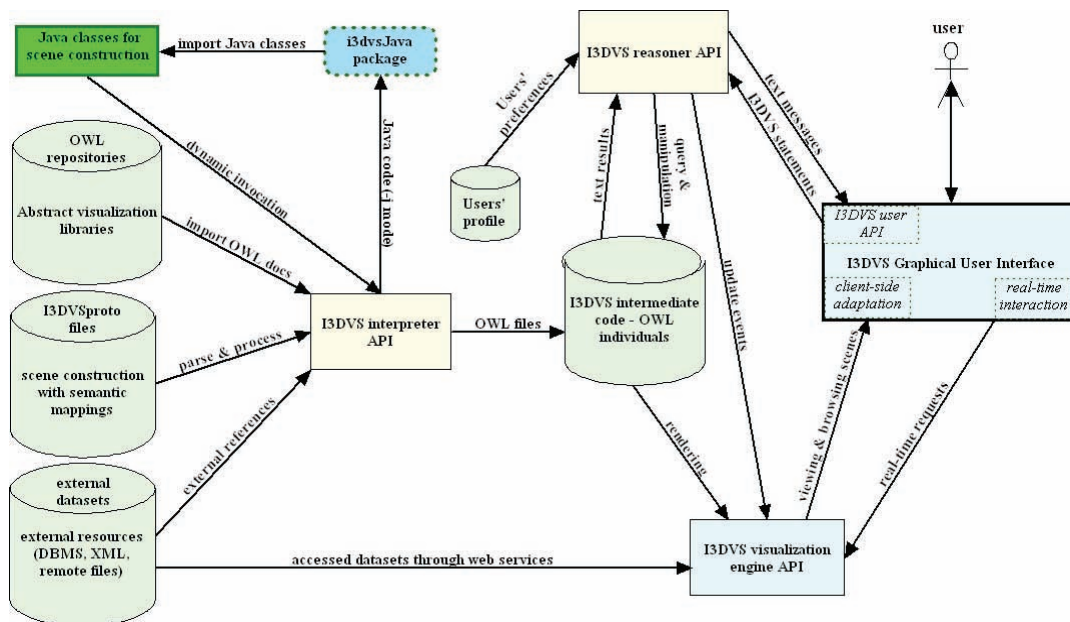 Java classes for
scene construction
import Java classes
i3dvsJava
package
I3DVS reasoner API
user
Users'
preferences
text messages
I3DVS statements
dynamic invocation
Java code (-j mode)
text results
query &
manipulation
OWL
repositories
Abstract visualization
libraries
import OWL docs
Users'
profile
I3DVS user
API
I3DVS Graphical User Interface
client-side
adaptation
real-time
interaction
I3DVSproto
files
scene construction
with semantic
mappings
parse & process
I3DVS interpreter
API
OWL files
I3DVS intermediate
code - OWL
individuals
update events
external references
rendering
viewing & browsing scenes
real-time requests
external
datasets
external resources
(DBMS, XML,
remote files)
accessed datasets through web services
I3DVS visualization
engine API